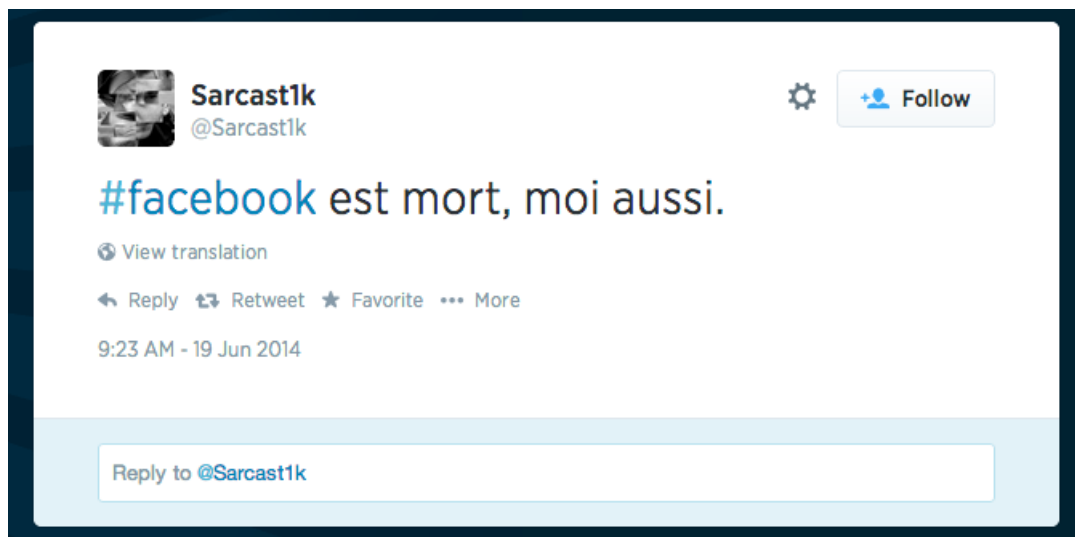 Sarcast1k
@Sarcast1k
Follow
#facebook est mort, moi aussi.
View translation
Reply Retweet Favorite ••• More
9:23 AM - 19 Jun 2014
Reply to @Sarcast1k